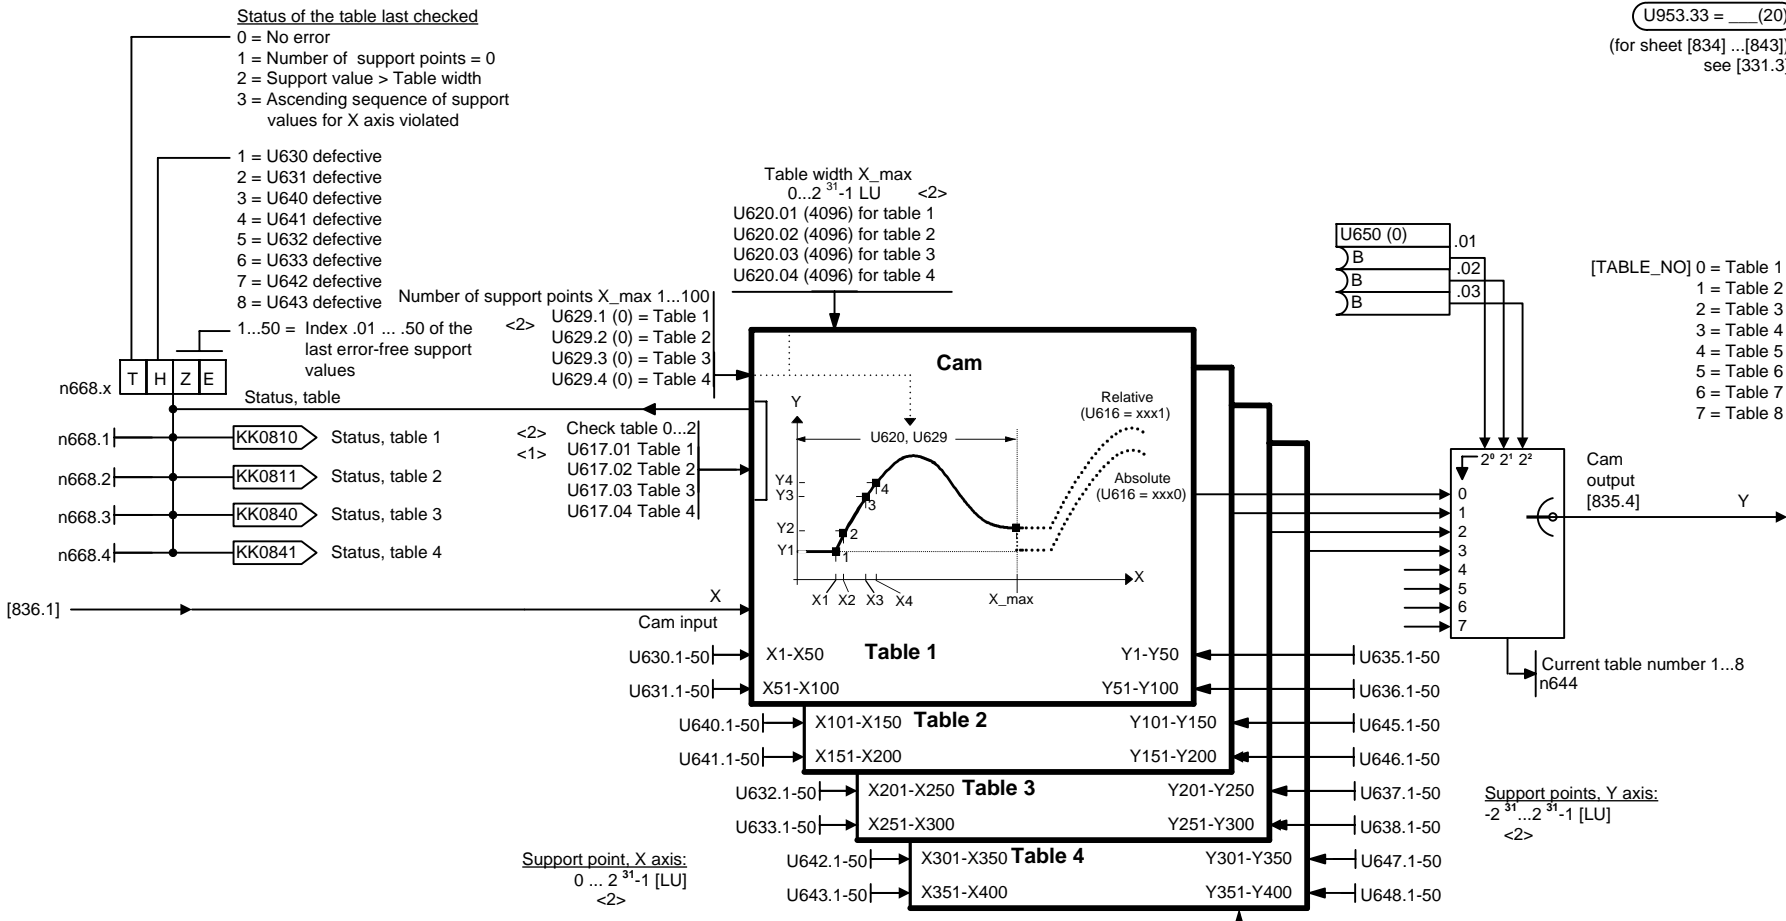 Status of the table last checked
0 = No error
1 = Number of support points = 0
2 = Support value > Table width
3 = Ascending sequence of support
values for X axis violated
1 = U630 defective
2 = U631 defective
3 = U640 defective
4 = U641 defective
5 = U632 defective
6 = U633 defective
7 = U642 defective
8 = U643 defective
1...50 = Index .01 ... .50 of the
last error-free support
values
n668.x
T H Z E
Status, table
n668.1
KK0810
Status, table 1
n668.2
KK0811
Status, table 2
n668.3
KK0840
Status, table 3
n668.4
KK0841
Status, table 4
[836.1]
X
Cam input
Number of support points X_max 1...100
<2>
U629.1 (0) = Table 1
U629.2 (0) = Table 2
U629.3 (0) = Table 3
U629.4 (0) = Table 4
<2>
<1>
Check table 0...2
U617.01 Table 1
U617.02 Table 2
U617.03 Table 3
U617.04 Table 4
Table width X_max
0...2 31-1 LU <2>
U620.01 (4096) for table 1
U620.02 (4096) for table 2
U620.03 (4096) for table 3
U620.04 (4096) for table 4
Cam
Y
U620, U629
Relative
(U616 = xxx1)
Absolute
(U616 = xxx0)
Y4
Y3
Y2
Y1
1
2
3
4
X
X1 X2 X3 X4
X_max
Table 1
U630.1-50
X1-X50
Y1-Y50
U635.1-50
U631.1-50
X51-X100
Y51-Y100
U636.1-50
Table 2
U640.1-50
X101-X150
Y101-Y150
U645.1-50
U641.1-50
X151-X200
Y151-Y200
U646.1-50
Table 3
U632.1-50
X201-X250
Y201-Y250
U637.1-50
U633.1-50
X251-X300
Y251-Y300
U638.1-50
Table 4
U642.1-50
X301-X350
Y301-Y350
U647.1-50
U643.1-50
X351-X400
Y351-Y400
U648.1-50
Support point, X axis:
0 ... 2 31-1 [LU]
<2>
Support points, Y axis:
-2 31...2 31-1 [LU]
<2>
U953.33 = ___(20)
(for sheet [834] ...[843])
see [331.3]
U650 (0)
B .01
B .02
B .03
[TABLE_NO] 0 = Table 1
1 = Table 2
2 = Table 3
3 = Table 4
4 = Table 5
5 = Table 6
6 = Table 7
7 = Table 8
2⁰ 2¹ 2²
0
1
2
3
4
5
6
7
Cam
output
[835.4]
Y
Current table number 1...8
n644